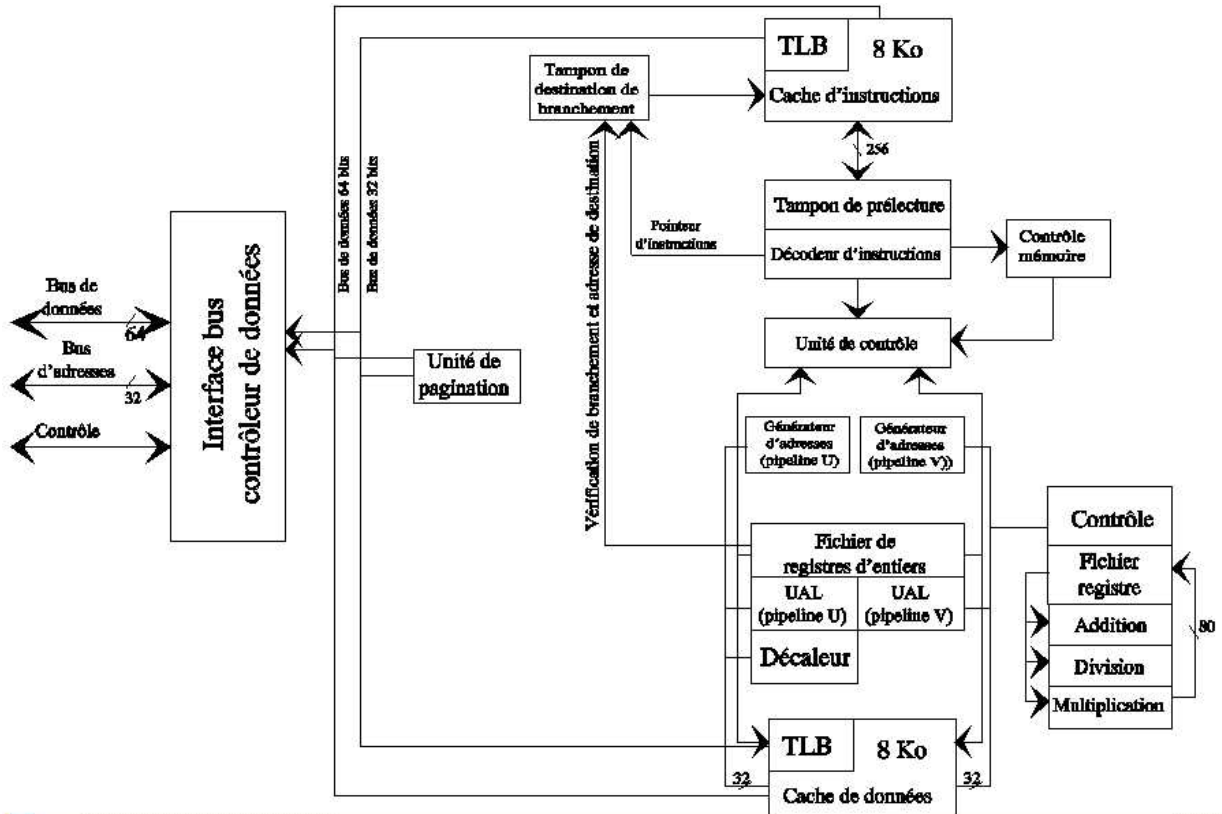 TLB
8 Ko
Cache d'instructions
Tampon de
destination de
branchement
256
Tampon de prélecture
Décodeur d'instructions
Pointeur
d'instructions
Contrôle
mémoire
Unité de contrôle
Bus de données 64 bits
Bus de données 32 bits
Vérification de branchement et adresse de destination
Bus de
données
64
Bus
d'adresses
32
Contrôle
Interface bus
contrôleur de données
Unité de
pagination
Générateur
d'adresses
(pipeline U)
Générateur
d'adresses
(pipeline V))
Fichier de
registres d'entiers
UAL
(pipeline U)
UAL
(pipeline V)
Décaleur
Contrôle
Fichier
registre
Addition
Division
Multiplication
80
TLB
8 Ko
32
32
Cache de données